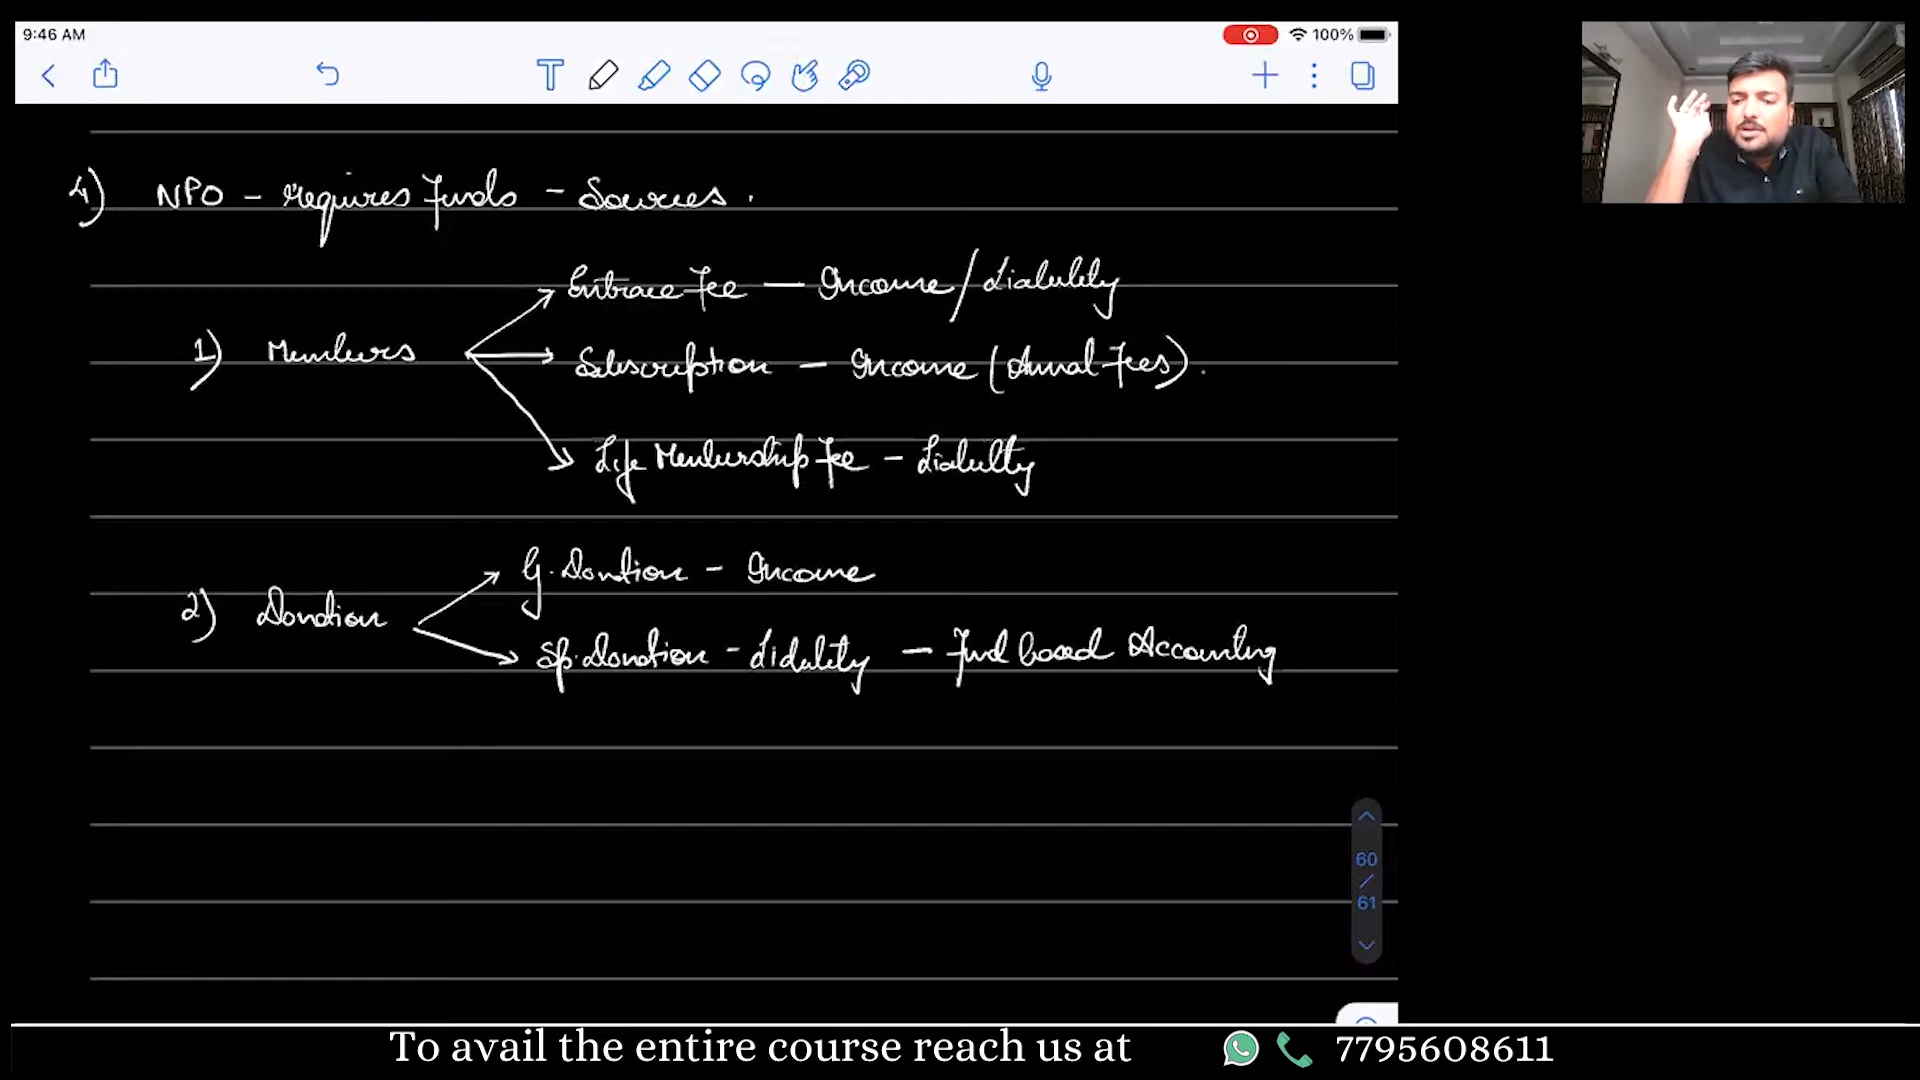 9:46 AM
100%
4) NPO - requires Funds - Sources.
Entrace Fee - Income / Liability
1) Members
Subscription - Income (Annual Fees).
Life Membership Fee - Liability
G. Donation - Income
2) Donation
Sp. Donation - Liability - Fund based Accounting
60
/
61
To avail the entire course reach us at 7795608611